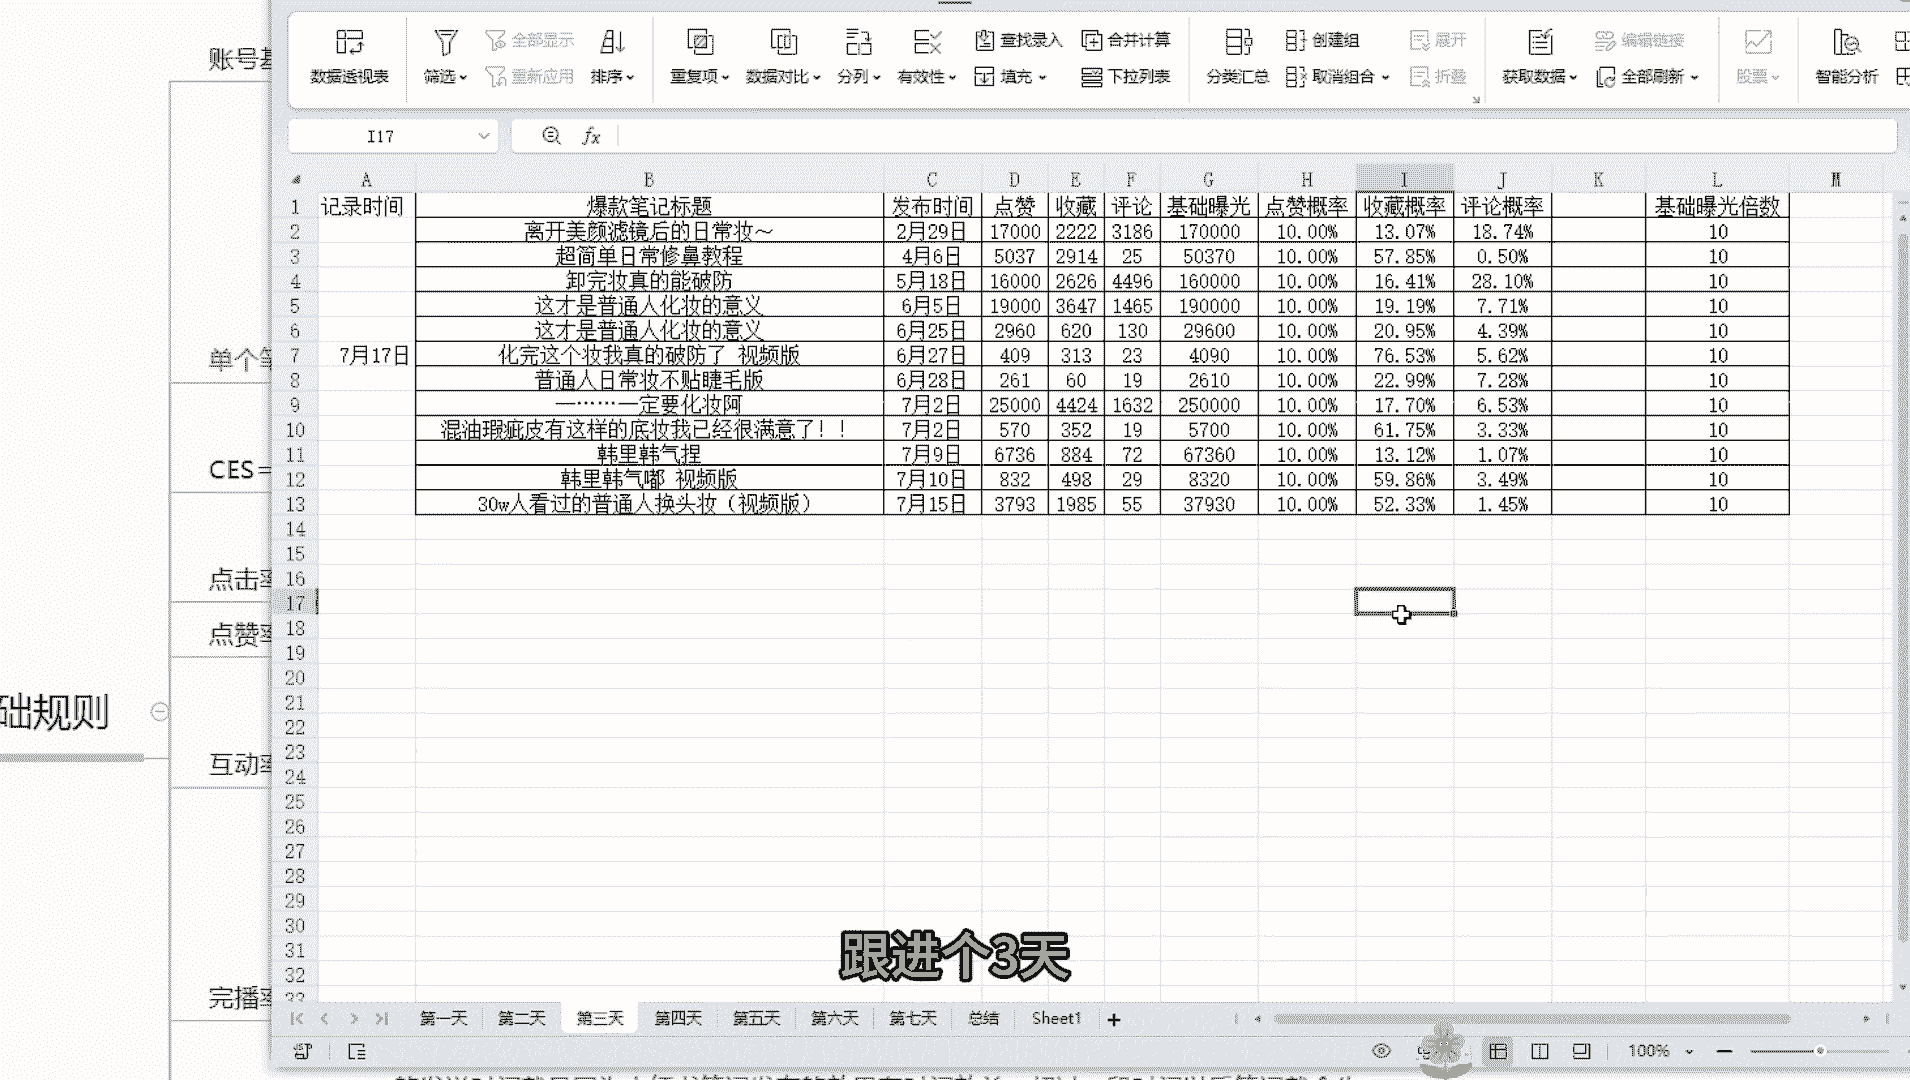 数据透视表 筛选 全部显示 重新应用 排序 重复项 数据对比 分列 有效性 查找录入 填充 合并计算 下拉列表 分类汇总 创建组 取消组合 展开 折叠 获取数据 编辑链接 全部刷新 股票 智能分析
I17 fx
A B C D E F G H I J K L M
1 记录时间 爆款笔记标题 发布时间 点赞 收藏 评论 基础曝光 点赞概率 收藏概率 评论概率 基础曝光倍数
2 离开美颜滤镜后的日常妆～ 2月29日 17000 2222 3186 170000 10.00% 13.07% 18.74% 10
3 超简单日常修鼻教程 4月6日 5037 2914 25 50370 10.00% 57.85% 0.50% 10
4 卸完妆真的能破防 5月18日 16000 2626 4496 160000 10.00% 16.41% 28.10% 10
5 这才是普通人化妆的意义 6月5日 19000 3647 1465 190000 10.00% 19.19% 7.71% 10
6 这才是普通人化妆的意义 6月25日 2960 620 130 29600 10.00% 20.95% 4.39% 10
7 7月17日 化完这个妆我真的破防了 视频版 6月27日 409 313 23 4090 10.00% 76.53% 5.62% 10
8 普通人日常妆不贴睫毛版 6月28日 261 60 19 2610 10.00% 22.99% 7.28% 10
9 一……一定要化妆阿 7月2日 25000 4424 1632 250000 10.00% 17.70% 6.53% 10
10 混油瑕疵皮有这样的底妆我已经很满意了！！ 7月2日 570 352 19 5700 10.00% 61.75% 3.33% 10
11 韩里韩气捏 7月9日 6736 884 72 67360 10.00% 13.12% 1.07% 10
12 韩里韩气嘟 视频版 7月10日 832 498 29 8320 10.00% 59.86% 3.49% 10
13 30w人看过的普通人换头妆（视频版） 7月15日 3793 1985 55 37930 10.00% 52.33% 1.45% 10
14
15
16
17
18
19
20
21
22
23
24
25
26
27
28
29
30
31
32
33
账号基
单个笔
CES=
点击率
点赞率
础规则
互动率
完播率
跟进个3天
第一天 第二天 第三天 第四天 第五天 第六天 第七天 总结 Sheet1 +
100%